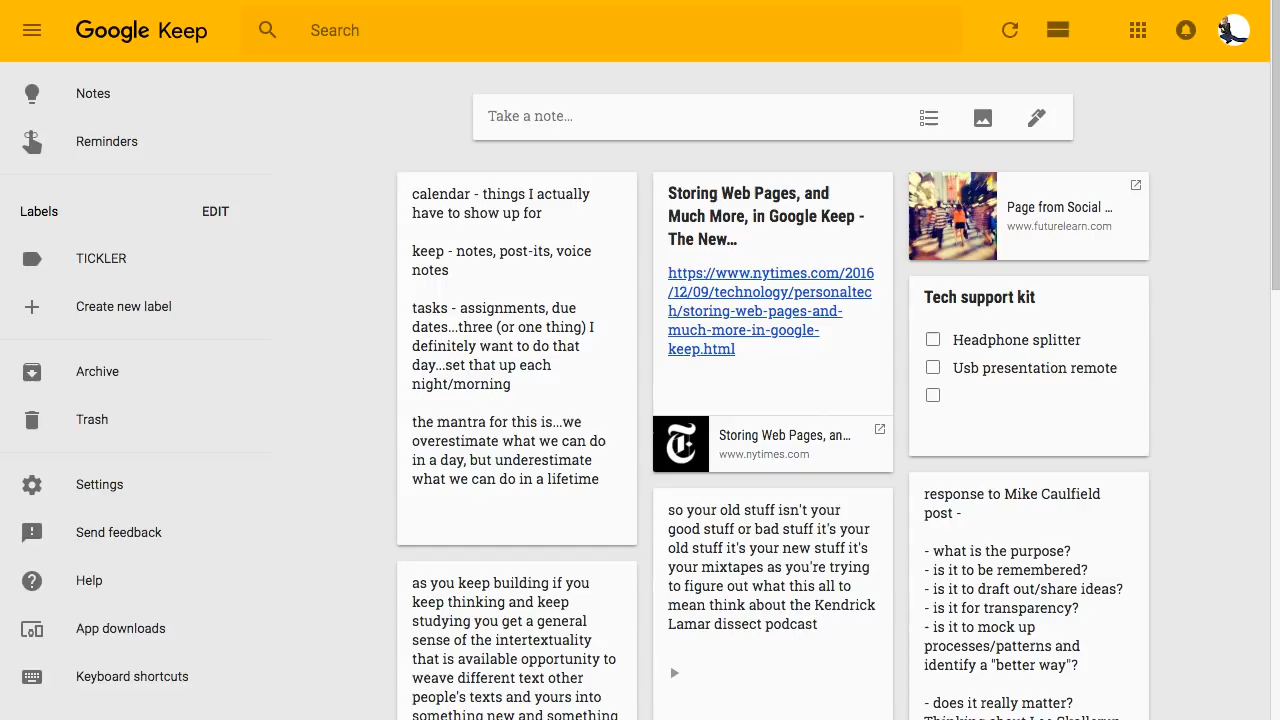 Google Keep
Search
Notes
Reminders
Labels
EDIT
TICKLER
Create new label
Archive
Trash
Settings
Send feedback
Help
App downloads
Keyboard shortcuts
Take a note...
calendar - things I actually
have to show up for
keep - notes, post-its, voice
notes
tasks - assignments, due
dates...three (or one thing) I
definitely want to do that
day...set that up each
night/morning
the mantra for this is...we
overestimate what we can do
in a day, but underestimate
what we can do in a lifetime
as you keep building if you
keep thinking and keep
studying you get a general
sense of the intertextuality
that is available opportunity to
weave different text other
people's texts and yours into
something new and something
Storing Web Pages, and
Much More, in Google Keep -
The New...
https://www.nytimes.com/2016
/12/09/technology/personaltec
h/storing-web-pages-and-
much-more-in-google-
keep.html
Storing Web Pages, an...
www.nytimes.com
so your old stuff isn't your
good stuff or bad stuff it's your
old stuff it's your new stuff it's
your mixtapes as you're trying
to figure out what this all to
mean think about the Kendrick
Lamar dissect podcast
Page from Social ...
www.futurelearn.com
Tech support kit
Headphone splitter
Usb presentation remote
response to Mike Caulfield
post -
- what is the purpose?
- is it to be remembered?
- is it to draft out/share ideas?
- is it for transparency?
- is it to mock up
processes/patterns and
identify a "better way"?
- does it really matter?
Thinking about Lee Skallerup